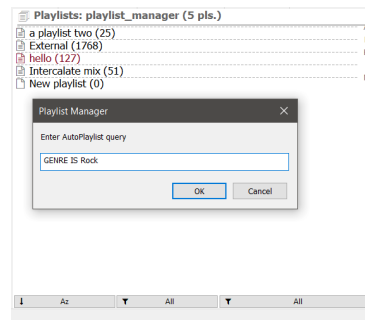 Playlists: playlist_manager (5 pls.)
a playlist two (25)
External (1768)
hello (127)
Intercalate mix (51)
New playlist (0)
Playlist Manager
Enter AutoPlaylist query
GENRE IS Rock
OK Cancel
Az All All